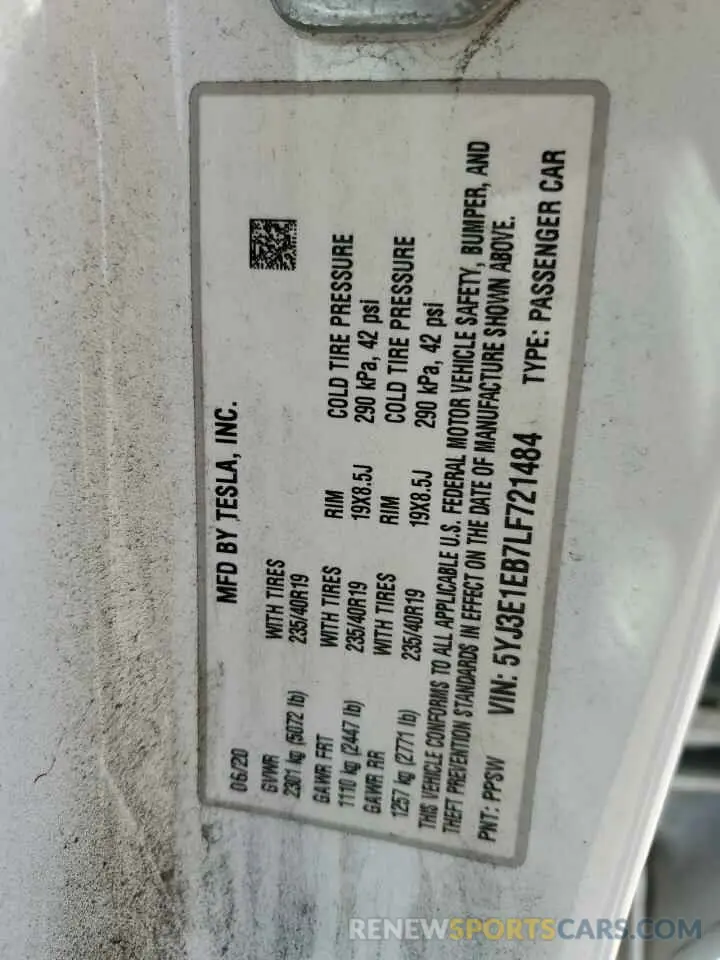 MFD BY TESLA, INC.
06/20
GVWR WITH TIRES
2301 kg (5072 lb) 235/40R19
GAWR FRT WITH TIRES RIM COLD TIRE PRESSURE
1110 kg (2447 lb) 235/40R19 19X8.5J 290 kPa, 42 psi
GAWR RR WITH TIRES RIM COLD TIRE PRESSURE
1257 kg (2771 lb) 235/40R19 19X8.5J 290 kPa, 42 psi
THIS VEHICLE CONFORMS TO ALL APPLICABLE U.S. FEDERAL MOTOR VEHICLE SAFETY, BUMPER, AND
THEFT PREVENTION STANDARDS IN EFFECT ON THE DATE OF MANUFACTURE SHOWN ABOVE.
PNT: PPSW VIN: 5YJ3E1EB7LF721484 TYPE: PASSENGER CAR
RENEWSPORTSCARS.COM